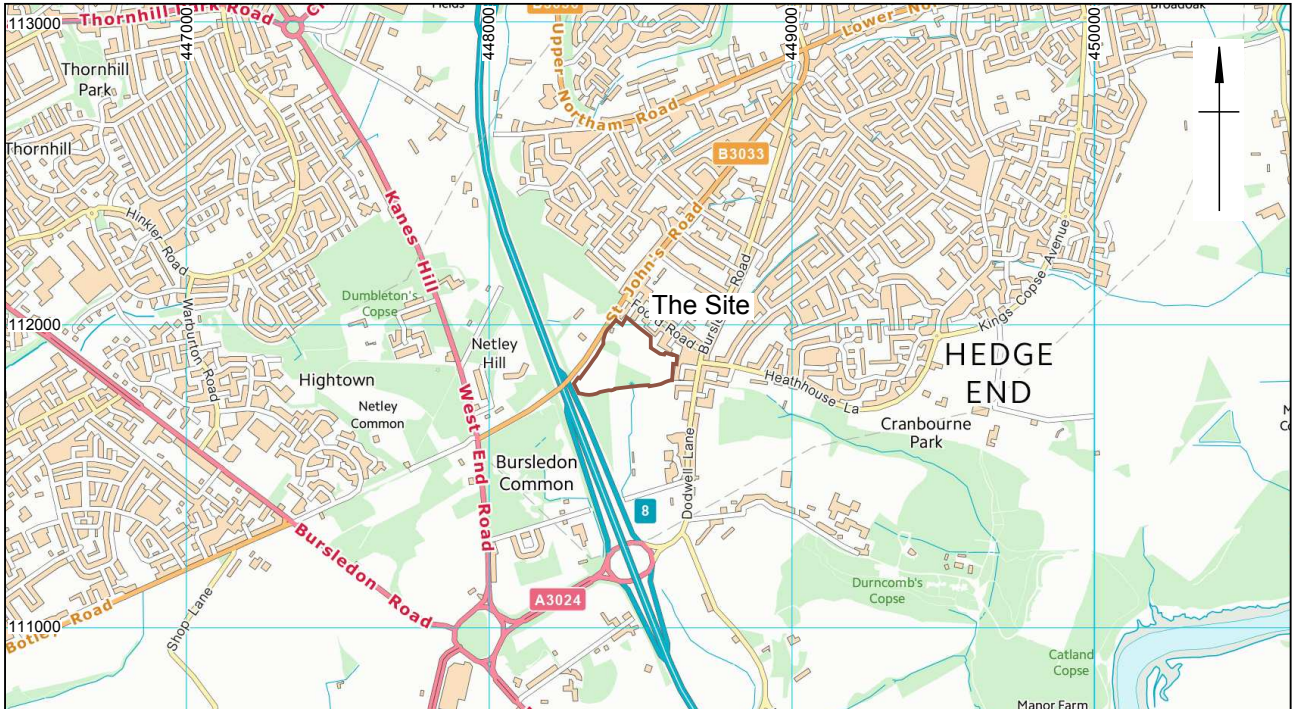 113000
Thornhill Park Road
447000
448000
449000
450000
Thornhill
Park
Thornhill
Upper Northam Road
B3033
Hinkler Road
Kanes Hill
Warburton Road
Dumbleton's
Copse
St John's Road
The Site
Foord Road
Kings Copse Avenue
112000
Netley
Hill
HEDGE
END
Hightown
Heathhouse La
Netley
Common
West End Road
Cranbourne
Park
Bursledon
Common
Dodwell Lane
8
Bursledon Road
Durncomb's
Copse
A3024
111000
Botley Road
Shop Lane
Catland
Copse
Manor Farm